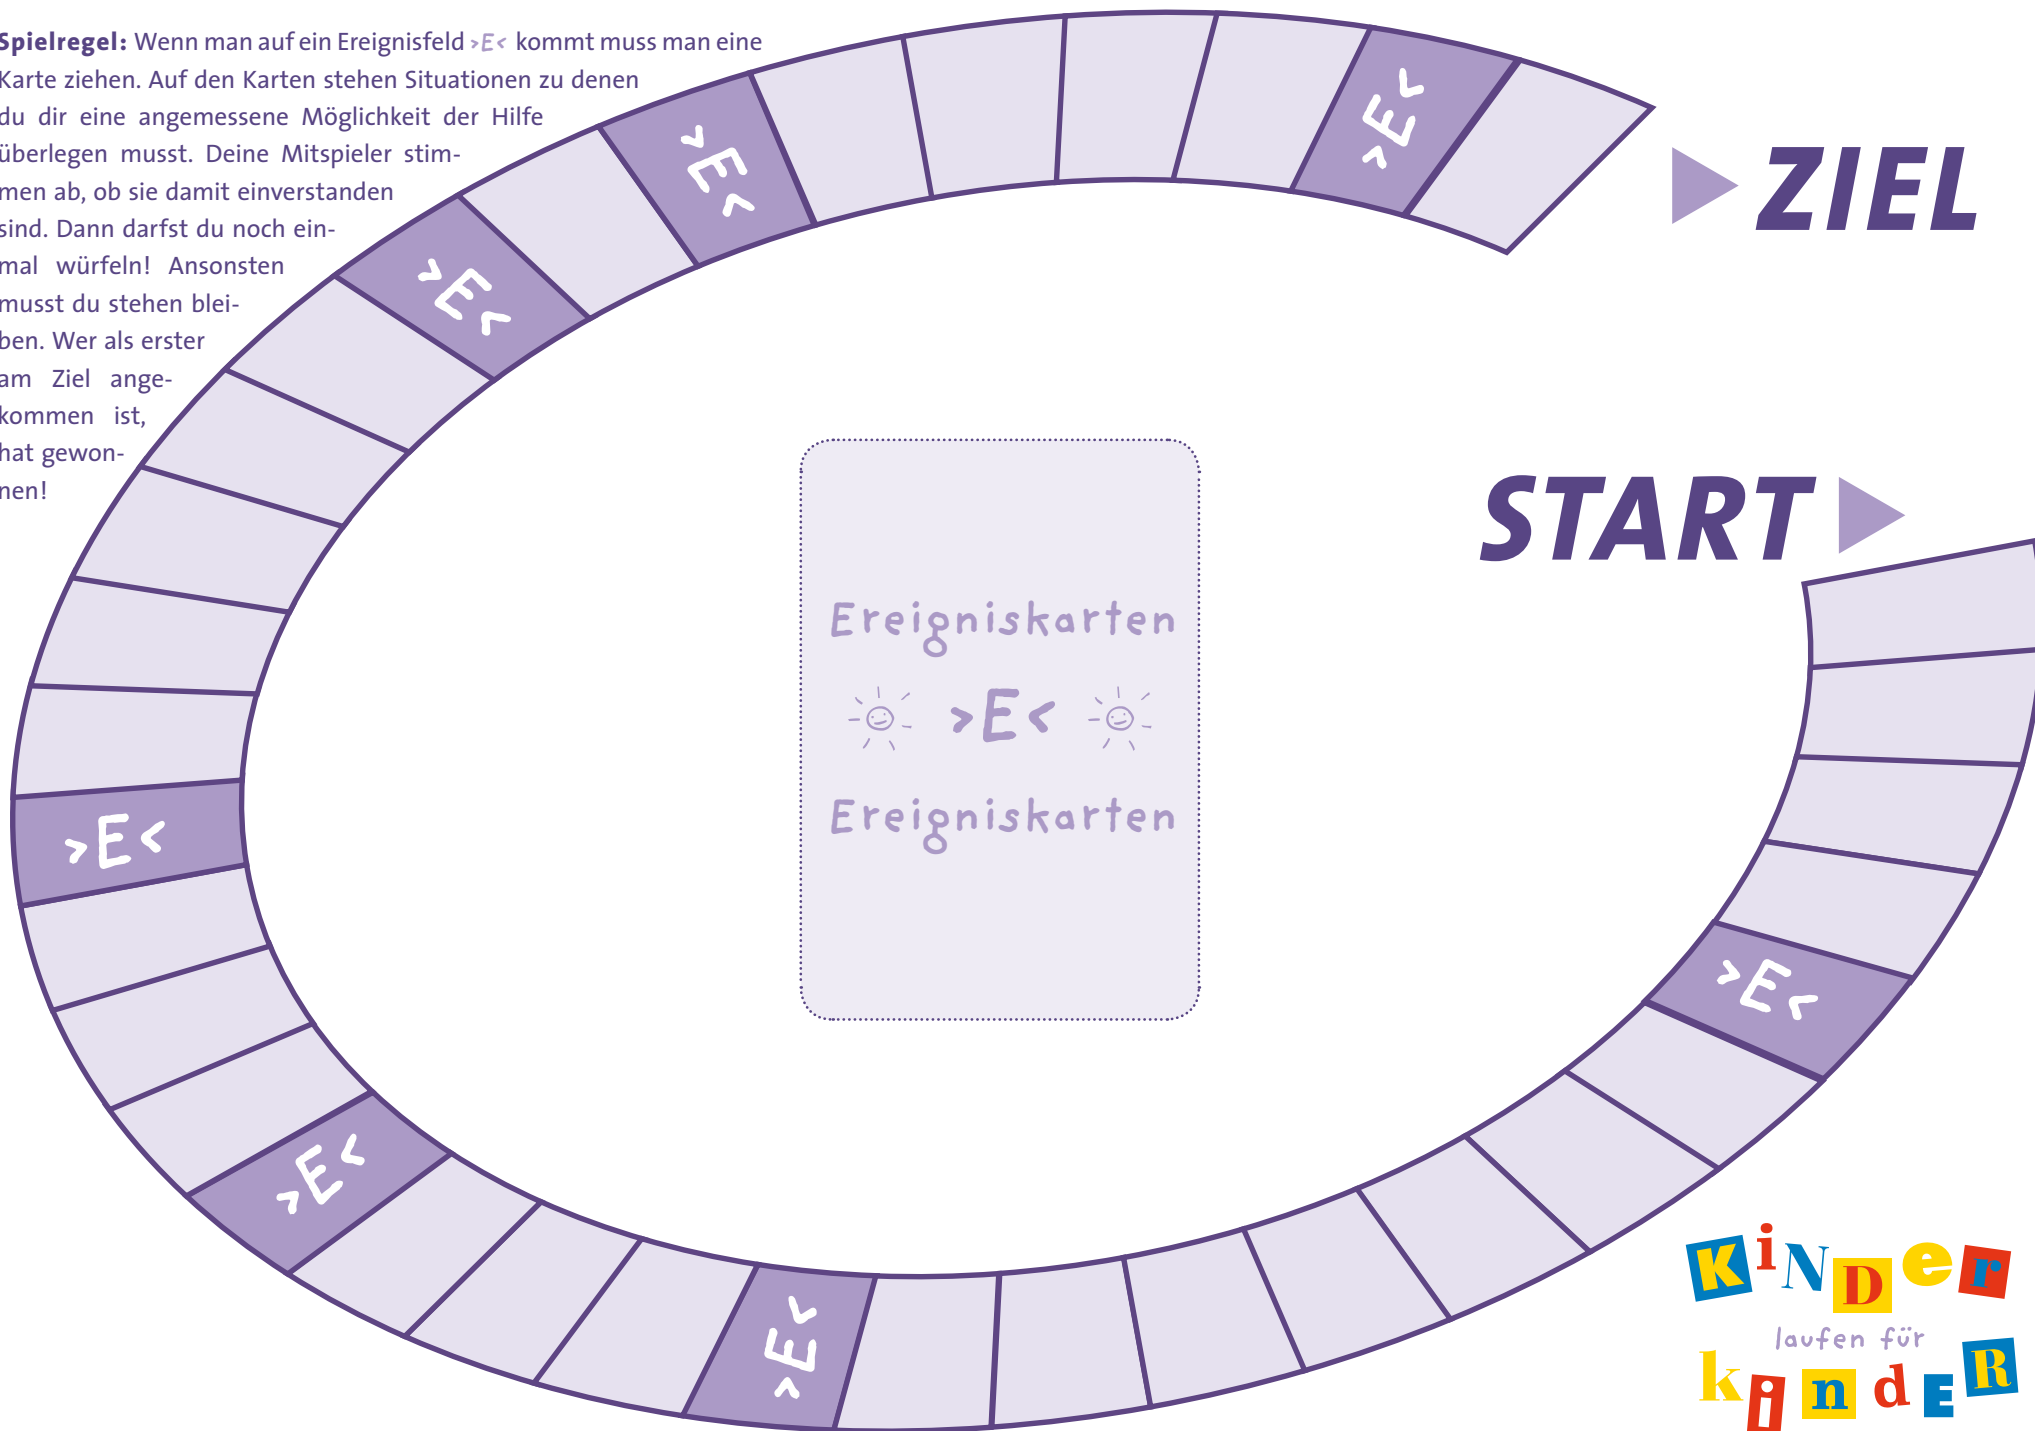 Spielregel: Wenn man auf ein Ereignisfeld >E< kommt muss man eine
Karte ziehen. Auf den Karten stehen Situationen zu denen
du dir eine angemessene Möglichkeit der Hilfe
überlegen musst. Deine Mitspieler stim-
men ab, ob sie damit einverstanden
sind. Dann darfst du noch ein-
mal würfeln! Ansonsten
musst du stehen blei-
ben. Wer als erster
am Ziel ange-
kommen ist,
hat gewon-
nen!
>E<
>E<
>E<
ZIEL
START
Ereigniskarten
>E<
Ereigniskarten
>E<
>E<
>E<
>E<
KiNDer
laufen für
kindER